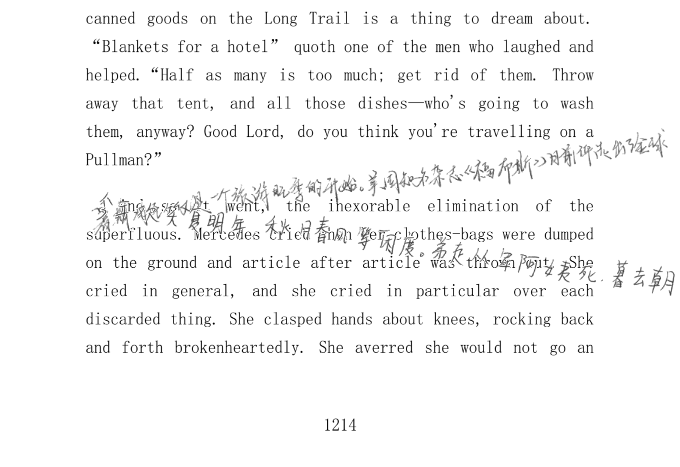 canned goods on the Long Trail is a thing to dream about.
“Blankets for a hotel” quoth one of the men who laughed and
helped.“Half as many is too much; get rid of them. Throw
away that tent, and all those dishes—who's going to wash
them, anyway? Good Lord, do you think you're travelling on a
Pullman?”
是一个旅游旺季的开始。美国知名杂志《福布斯》日前评选出全球
And so it went, the inexorable elimination of the
笑复明年，秋月春风等闲度。弟走从军阿姨死，暮去朝
superfluous. Mercedes cried when her clothes-bags were dumped
on the ground and article after article was thrown out. She
cried in general, and she cried in particular over each
discarded thing. She clasped hands about knees, rocking back
and forth brokenheartedly. She averred she would not go an
1214